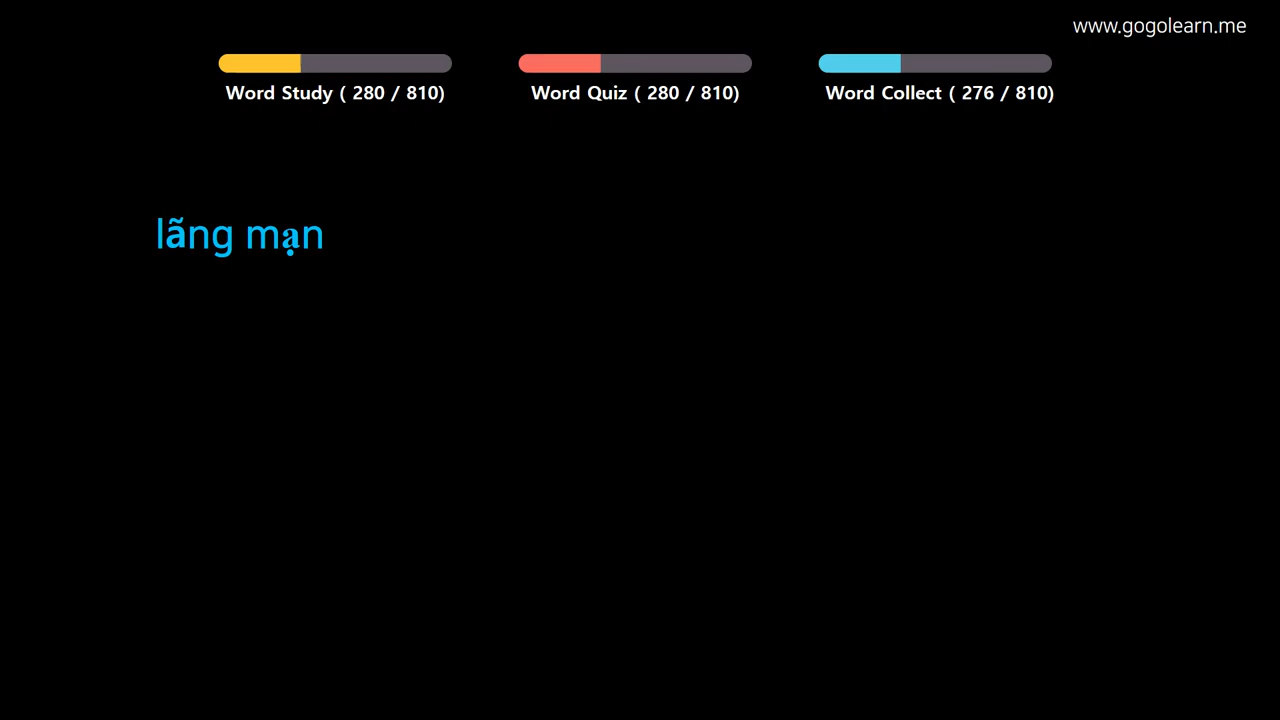 www.gogolearn.me
Word Study ( 280 / 810)
Word Quiz ( 280 / 810)
Word Collect ( 276 / 810)
lãng mạn